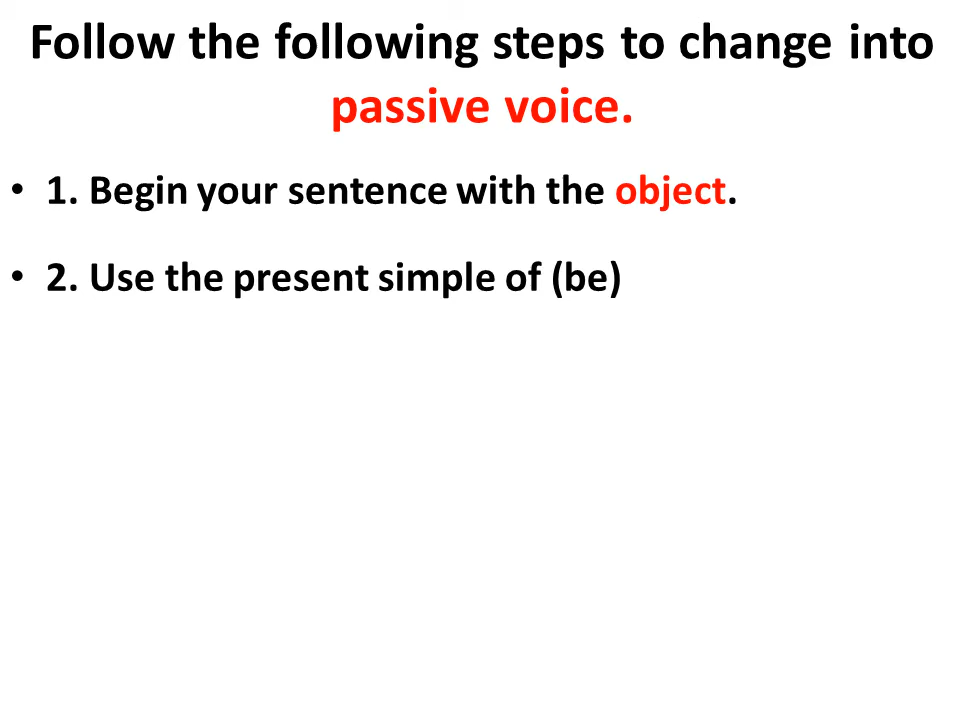 Follow the following steps to change into
passive voice.
• 1. Begin your sentence with the object.
• 2. Use the present simple of (be)